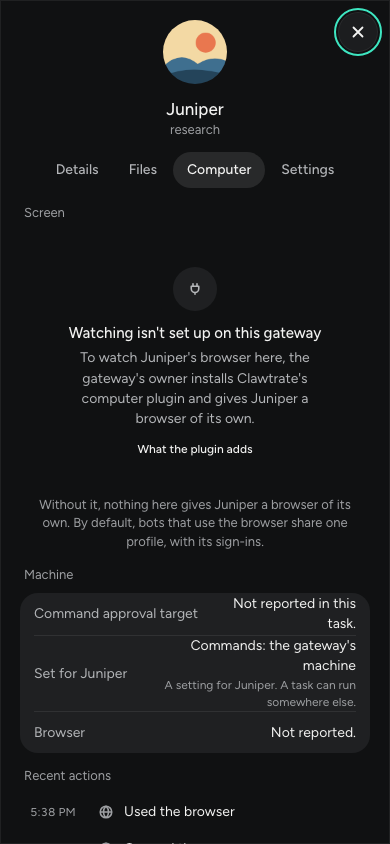 Juniper
research
Details Files Computer Settings
Screen
Watching isn't set up on this gateway
To watch Juniper's browser here, the
gateway's owner installs Clawtrate's
computer plugin and gives Juniper a
browser of its own.
What the plugin adds
Without it, nothing here gives Juniper a browser of its
own. By default, bots that use the browser share one
profile, with its sign-ins.
Machine
Command approval target Not reported in this
task.
Set for Juniper Commands: the gateway's
machine
A setting for Juniper. A task can run
somewhere else.
Browser Not reported.
Recent actions
5:38 PM Used the browser